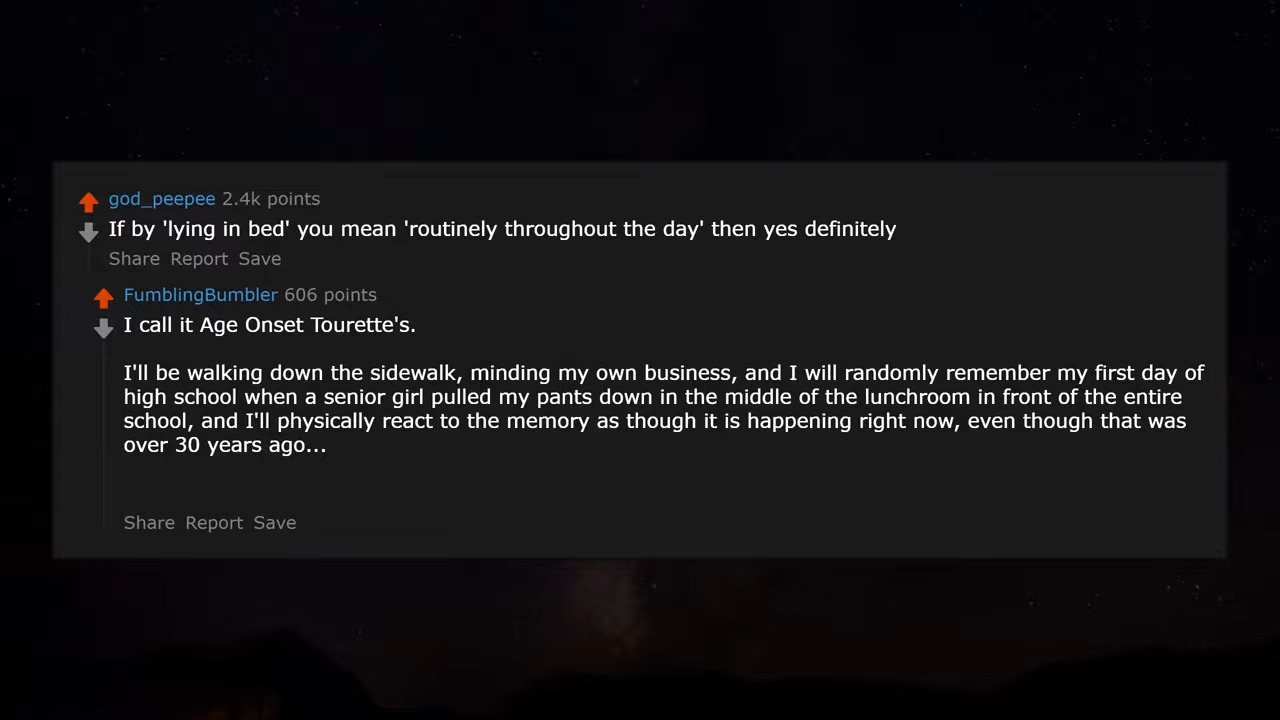 god_peepee 2.4k points
If by 'lying in bed' you mean 'routinely throughout the day' then yes definitely
Share Report Save
FumblingBumbler 606 points
I call it Age Onset Tourette's.
I'll be walking down the sidewalk, minding my own business, and I will randomly remember my first day of
high school when a senior girl pulled my pants down in the middle of the lunchroom in front of the entire
school, and I'll physically react to the memory as though it is happening right now, even though that was
over 30 years ago...
Share Report Save